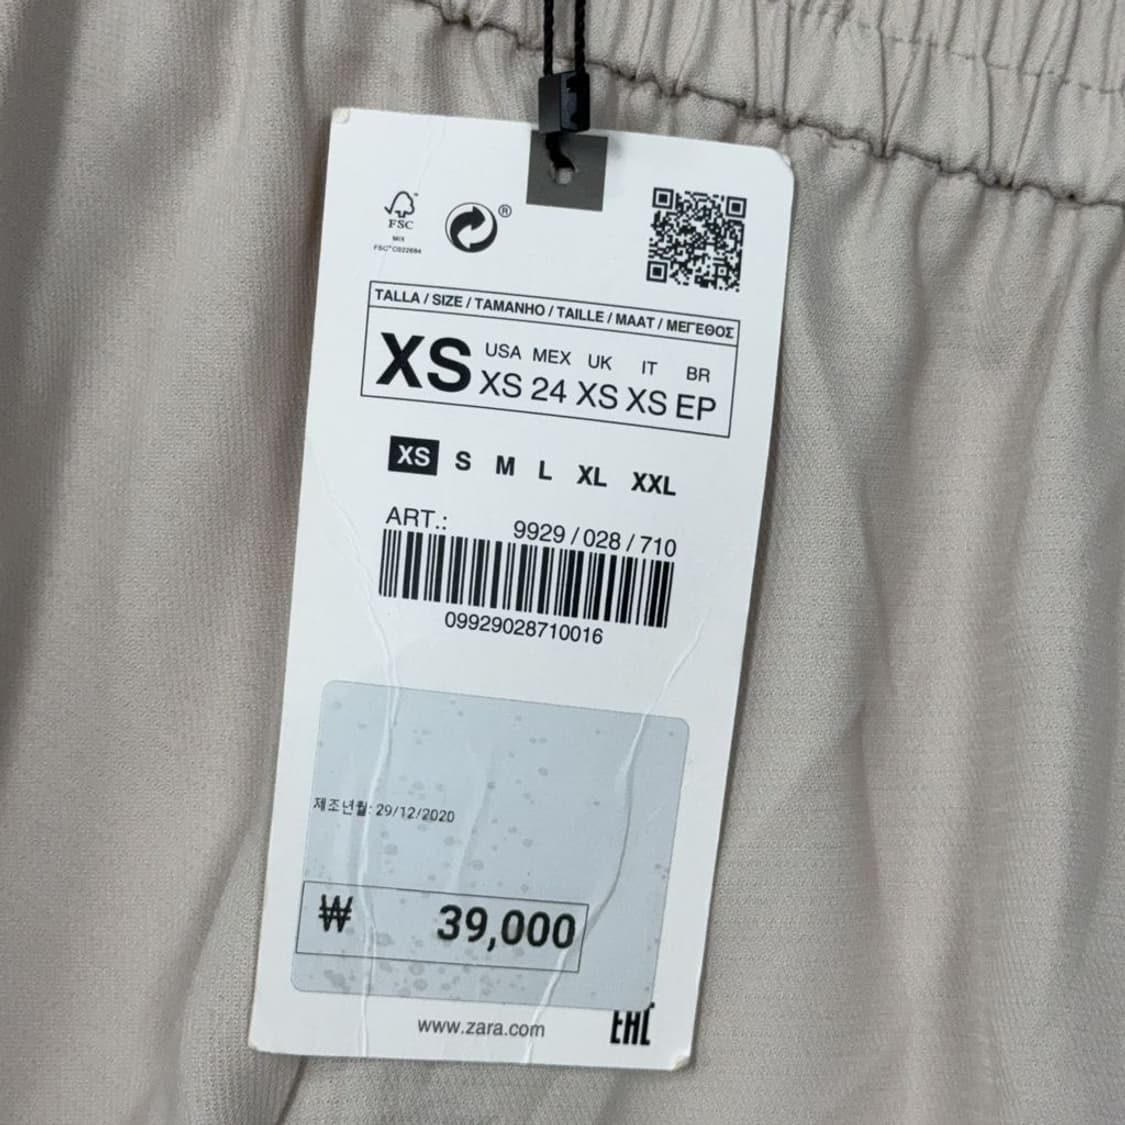 FSC
MIX
FSC® C022684
®
TALLA / SIZE / TAMANHO / TAILLE / MAAT / ΜΕΓΕΘΟΣ
XS
USA MEX UK IT BR
XS 24 XS XS EP
XS S M L XL XXL
ART.: 9929 / 028 / 710
09929028710016
제조년월: 29/12/2020
₩ 39,000
www.zara.com
EAC